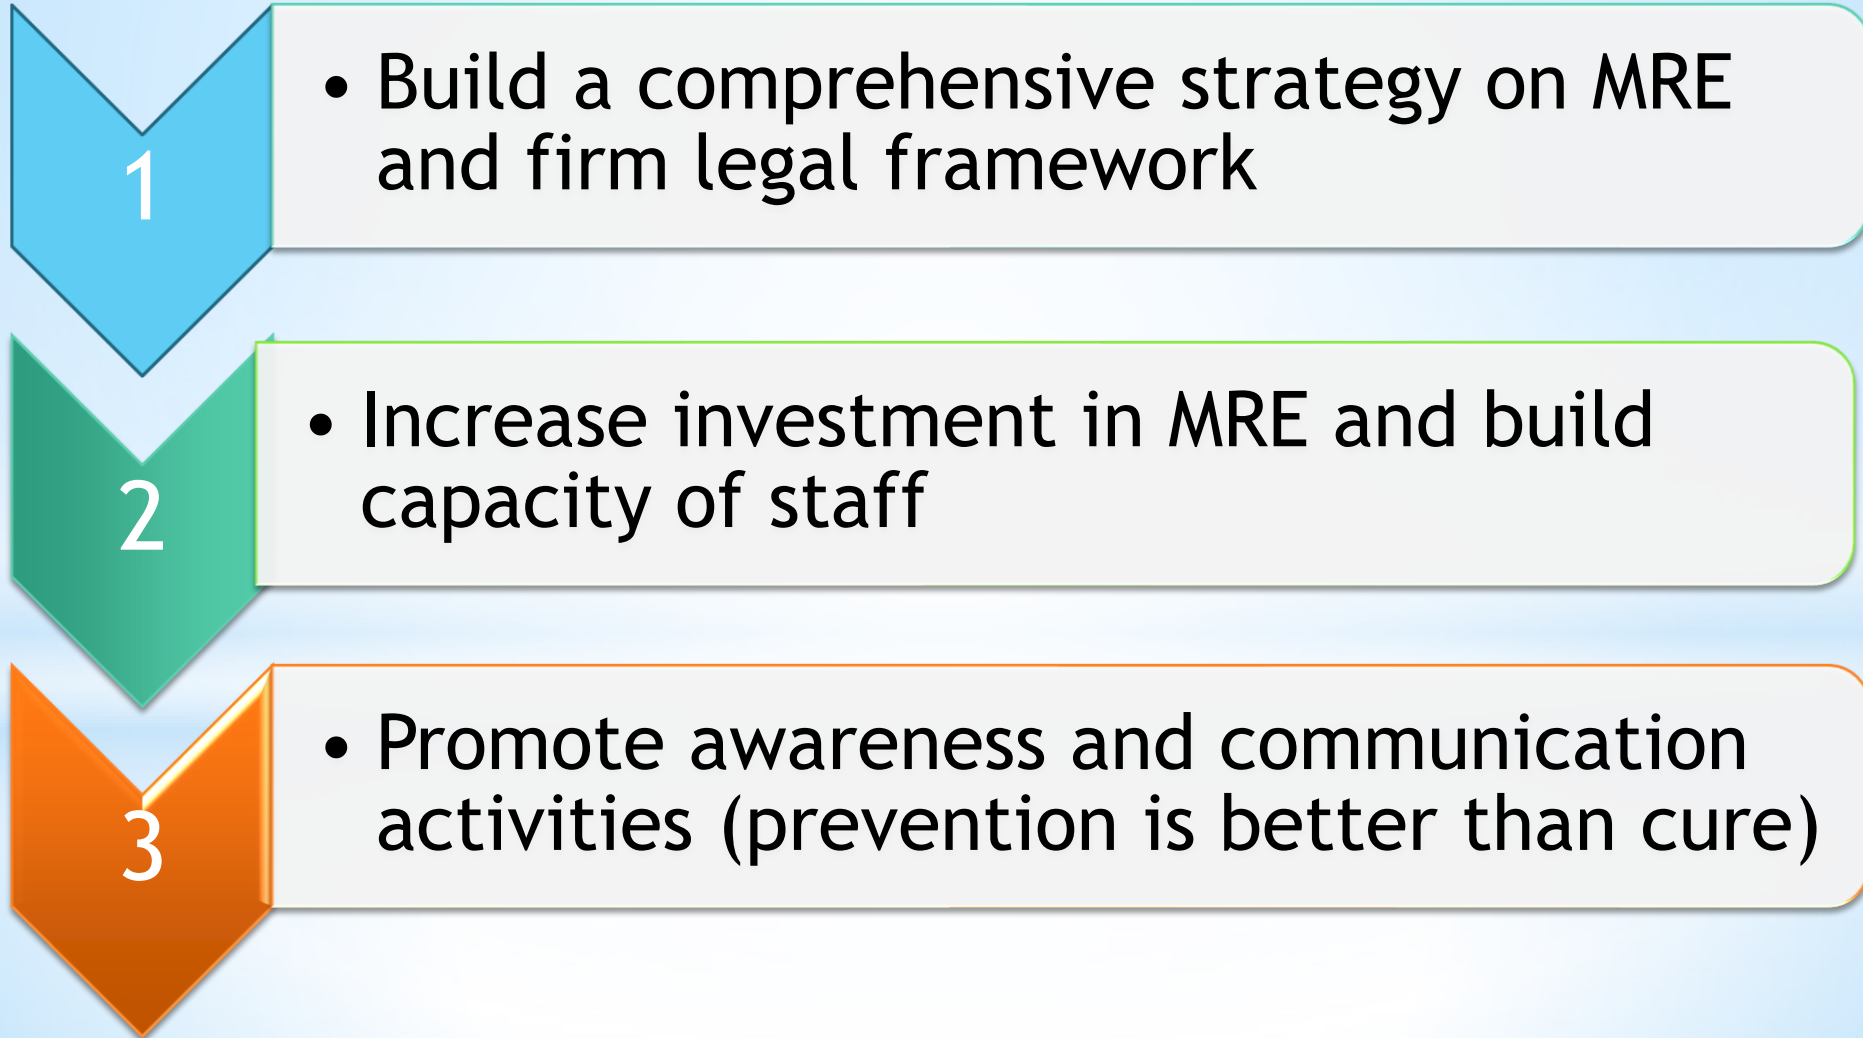 1
• Build a comprehensive strategy on MRE
and firm legal framework
2
• Increase investment in MRE and build
capacity of staff
3
• Promote awareness and communication
activities (prevention is better than cure)